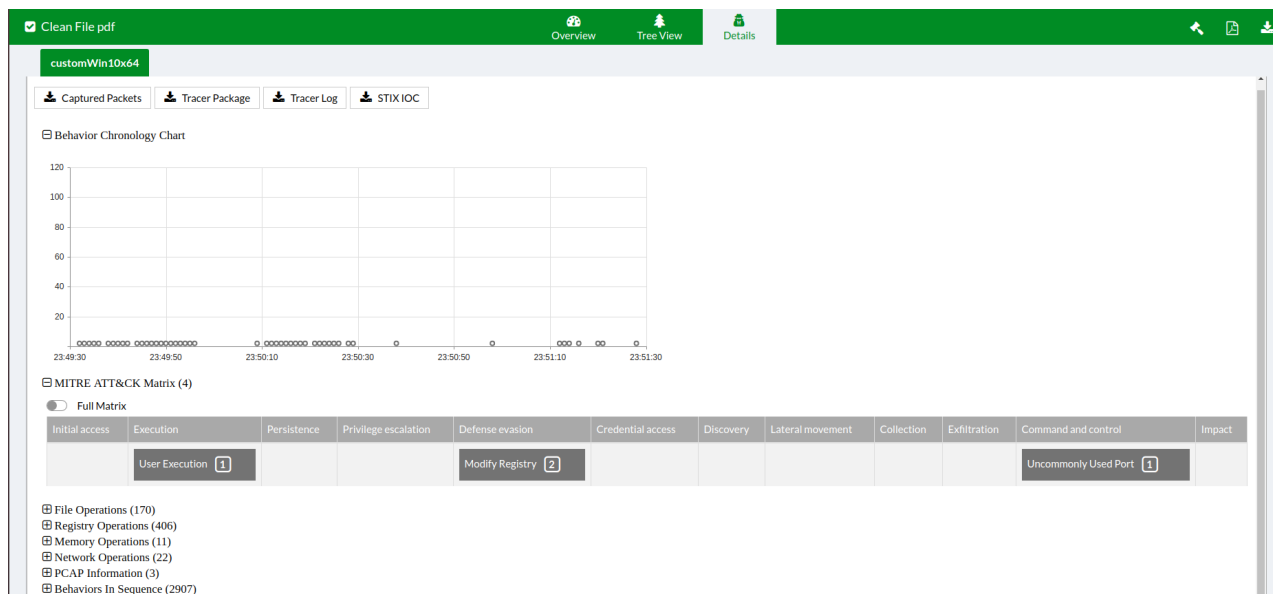 Clean File pdf
Overview
Tree View
Details
customWin10x64
Captured Packets
Tracer Package
Tracer Log
STIX IOC
Behavior Chronology Chart
120
100
80
60
40
20
23:49:30 23:49:50 23:50:10 23:50:30 23:50:50 23:51:10 23:51:30
MITRE ATT&CK Matrix (4)
Full Matrix
Initial access Execution Persistence Privilege escalation Defense evasion Credential access Discovery Lateral movement Collection Exfiltration Command and control Impact
User Execution 1 Modify Registry 2 Uncommonly Used Port 1
File Operations (170)
Registry Operations (406)
Memory Operations (11)
Network Operations (22)
PCAP Information (3)
Behaviors In Sequence (2907)